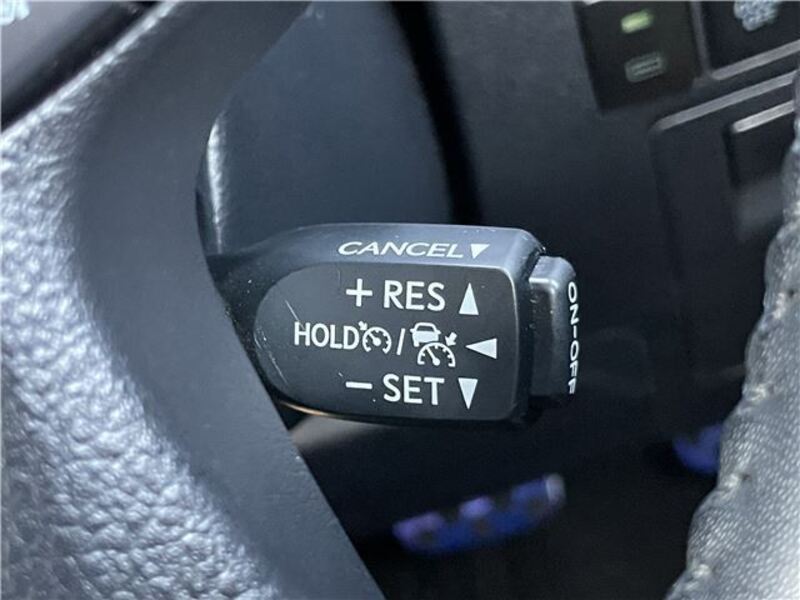 CANCEL▼
+ RES ▲
HOLD / ◀
− SET ▼
ON-OFF